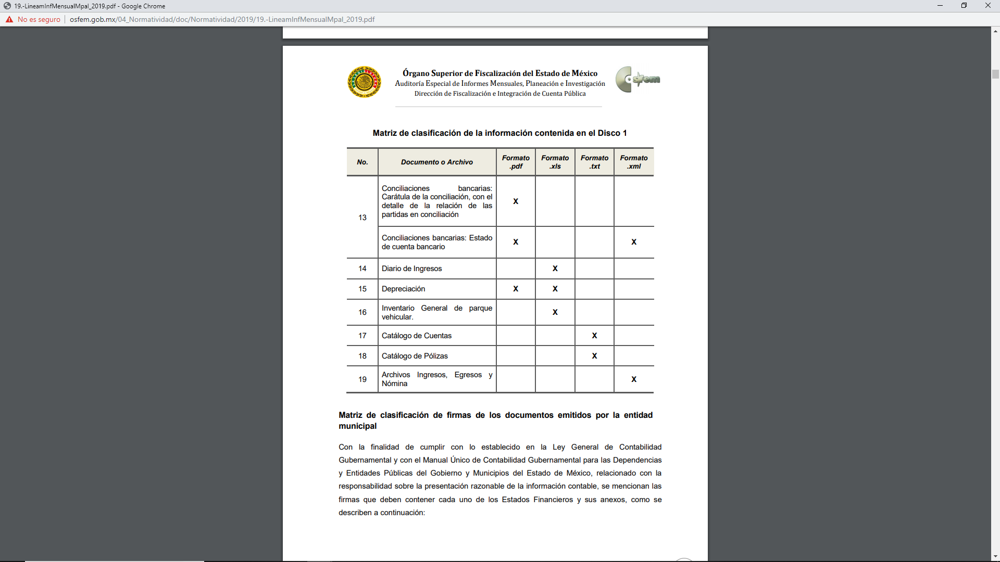 19.-LineamInfMensualMpal_2019.pdf - Google Chrome
No es seguro
osfem.gob.mx/04_Normatividad/doc/Normatividad/2019/19.-LineamInfMensualMpal_2019.pdf
Órgano Superior de Fiscalización del Estado de México
Auditoría Especial de Informes Mensuales, Planeación e Investigación
Dirección de Fiscalización e Integración de Cuenta Pública
osfem
Matriz de clasificación de la información contenida en el Disco 1
No. Documento o Archivo Formato .pdf Formato .xls Formato .txt Formato .xml
13
Conciliaciones bancarias:
Carátula de la conciliación, con el
detalle de la relación de las
partidas en conciliación
X
Conciliaciones bancarias: Estado
de cuenta bancario
X X
14 Diario de Ingresos X
15 Depreciación X X
16 Inventario General de parque
vehicular. X
17 Catálogo de Cuentas X
18 Catálogo de Pólizas X
19 Archivos Ingresos, Egresos y
Nómina X
Matriz de clasificación de firmas de los documentos emitidos por la entidad
municipal
Con la finalidad de cumplir con lo establecido en la Ley General de Contabilidad
Gubernamental y con el Manual Único de Contabilidad Gubernamental para las Dependencias
y Entidades Públicas del Gobierno y Municipios del Estado de México, relacionado con la
responsabilidad sobre la presentación razonable de la información contable, se mencionan las
firmas que deben contener cada uno de los Estados Financieros y sus anexos, como se
describen a continuación: